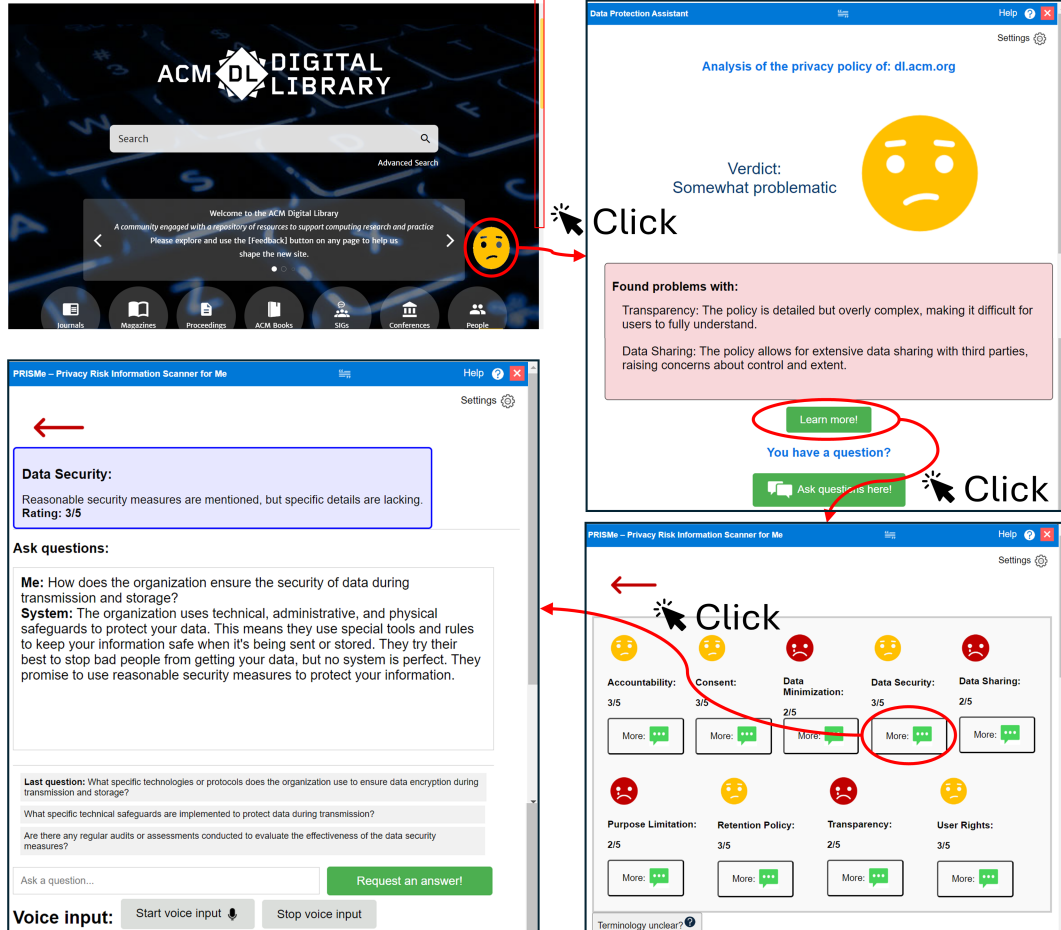 ACM DL DIGITAL
LIBRARY
Search
Advanced Search
Welcome to the ACM Digital Library
A community engaged with a repository of resources to support computing research and practice
Please explore and use the [Feedback] button on any page to help us
shape the new site.
Journals
Magazines
Proceedings
ACM Books
SIGs
Conferences
People
Click
Data Protection Assistant
Help
Settings
Analysis of the privacy policy of: dl.acm.org
Verdict:
Somewhat problematic
Found problems with:
Transparency: The policy is detailed but overly complex, making it difficult for
users to fully understand.
Data Sharing: The policy allows for extensive data sharing with third parties,
raising concerns about control and extent.
Learn more!
You have a question?
Ask questions here!
Click
PRISMe – Privacy Risk Information Scanner for Me
Help
Settings
Click
Accountability:
3/5
More:
Consent:
3/5
More:
Data
Minimization:
2/5
More:
Data Security:
3/5
More:
Data Sharing:
2/5
More:
Purpose Limitation:
2/5
More:
Retention Policy:
3/5
More:
Transparency:
2/5
More:
User Rights:
3/5
More:
Terminology unclear?
PRISMe – Privacy Risk Information Scanner for Me
Help
Settings
Data Security:
Reasonable security measures are mentioned, but specific details are lacking.
Rating: 3/5
Ask questions:
Me: How does the organization ensure the security of data during
transmission and storage?
System: The organization uses technical, administrative, and physical
safeguards to protect your data. This means they use special tools and rules
to keep your information safe when it's being sent or stored. They try their
best to stop bad people from getting your data, but no system is perfect. They
promise to use reasonable security measures to protect your information.
Last question: What specific technologies or protocols does the organization use to ensure data encryption during
transmission and storage?
What specific technical safeguards are implemented to protect data during transmission?
Are there any regular audits or assessments conducted to evaluate the effectiveness of the data security
measures?
Ask a question...
Request an answer!
Voice input:
Start voice input
Stop voice input